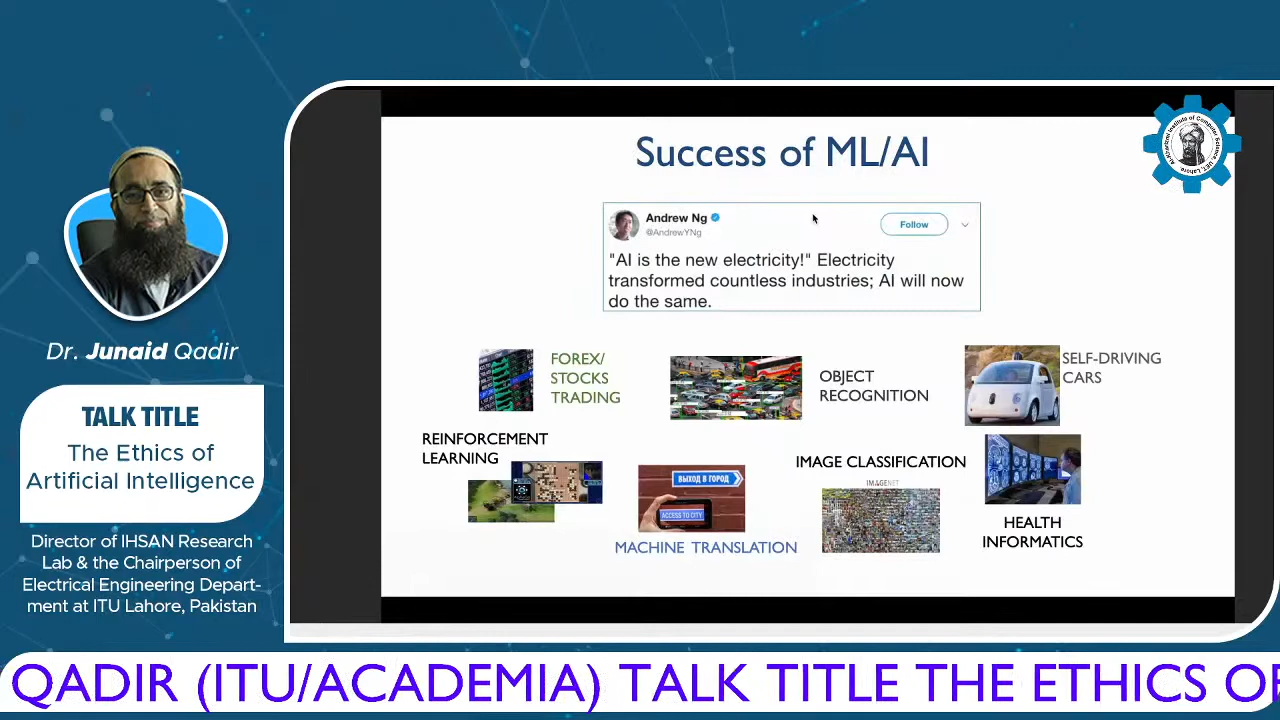 Success of ML/AI
Andrew Ng
@AndrewYNg
Follow
"AI is the new electricity!" Electricity
transformed countless industries; AI will now
do the same.
FOREX/
STOCKS
TRADING
OBJECT
RECOGNITION
SELF-DRIVING
CARS
REINFORCEMENT
LEARNING
ВЫХОД В ГОРОД
ACCESS TO CITY
MACHINE TRANSLATION
IMAGE CLASSIFICATION
IMAGENET
HEALTH
INFORMATICS
Dr. Junaid Qadir
TALK TITLE
The Ethics of
Artificial Intelligence
Director of IHSAN Research
Lab & the Chairperson of
Electrical Engineering Depart-
ment at ITU Lahore, Pakistan
QADIR (ITU/ACADEMIA) TALK TITLE THE ETHICS OF